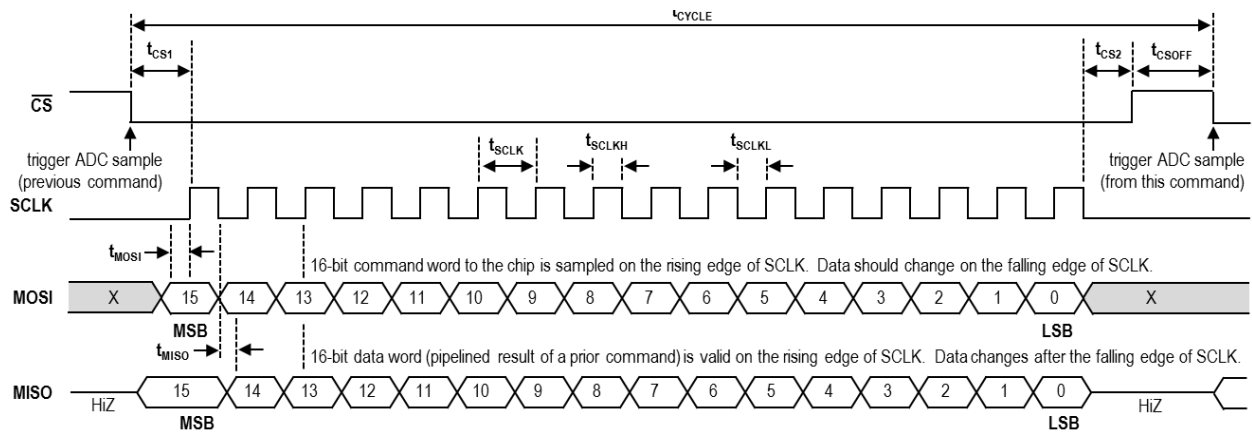 tCYCLE
tCS1
tCS2
tCSOFF
CS
tSCLK
tSCLKH
tSCLKL
trigger ADC sample
(previous command)
trigger ADC sample
(from this command)
SCLK
tMOSI
16-bit command word to the chip is sampled on the rising edge of SCLK. Data should change on the falling edge of SCLK.
MOSI
X 15 14 13 12 11 10 9 8 7 6 5 4 3 2 1 0 X
MSB LSB
tMISO
16-bit data word (pipelined result of a prior command) is valid on the rising edge of SCLK. Data changes after the falling edge of SCLK.
MISO
HiZ 15 14 13 12 11 10 9 8 7 6 5 4 3 2 1 0 HiZ
MSB LSB